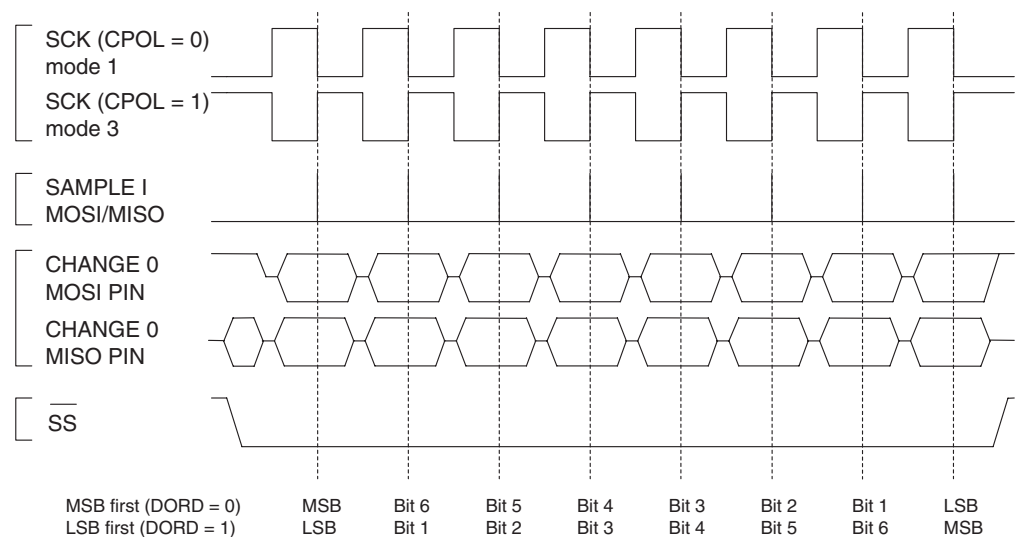 SCK (CPOL = 0)
mode 1
SCK (CPOL = 1)
mode 3
SAMPLE I
MOSI/MISO
CHANGE 0
MOSI PIN
CHANGE 0
MISO PIN
SS
MSB first (DORD = 0) MSB Bit 6 Bit 5 Bit 4 Bit 3 Bit 2 Bit 1 LSB
LSB first (DORD = 1) LSB Bit 1 Bit 2 Bit 3 Bit 4 Bit 5 Bit 6 MSB